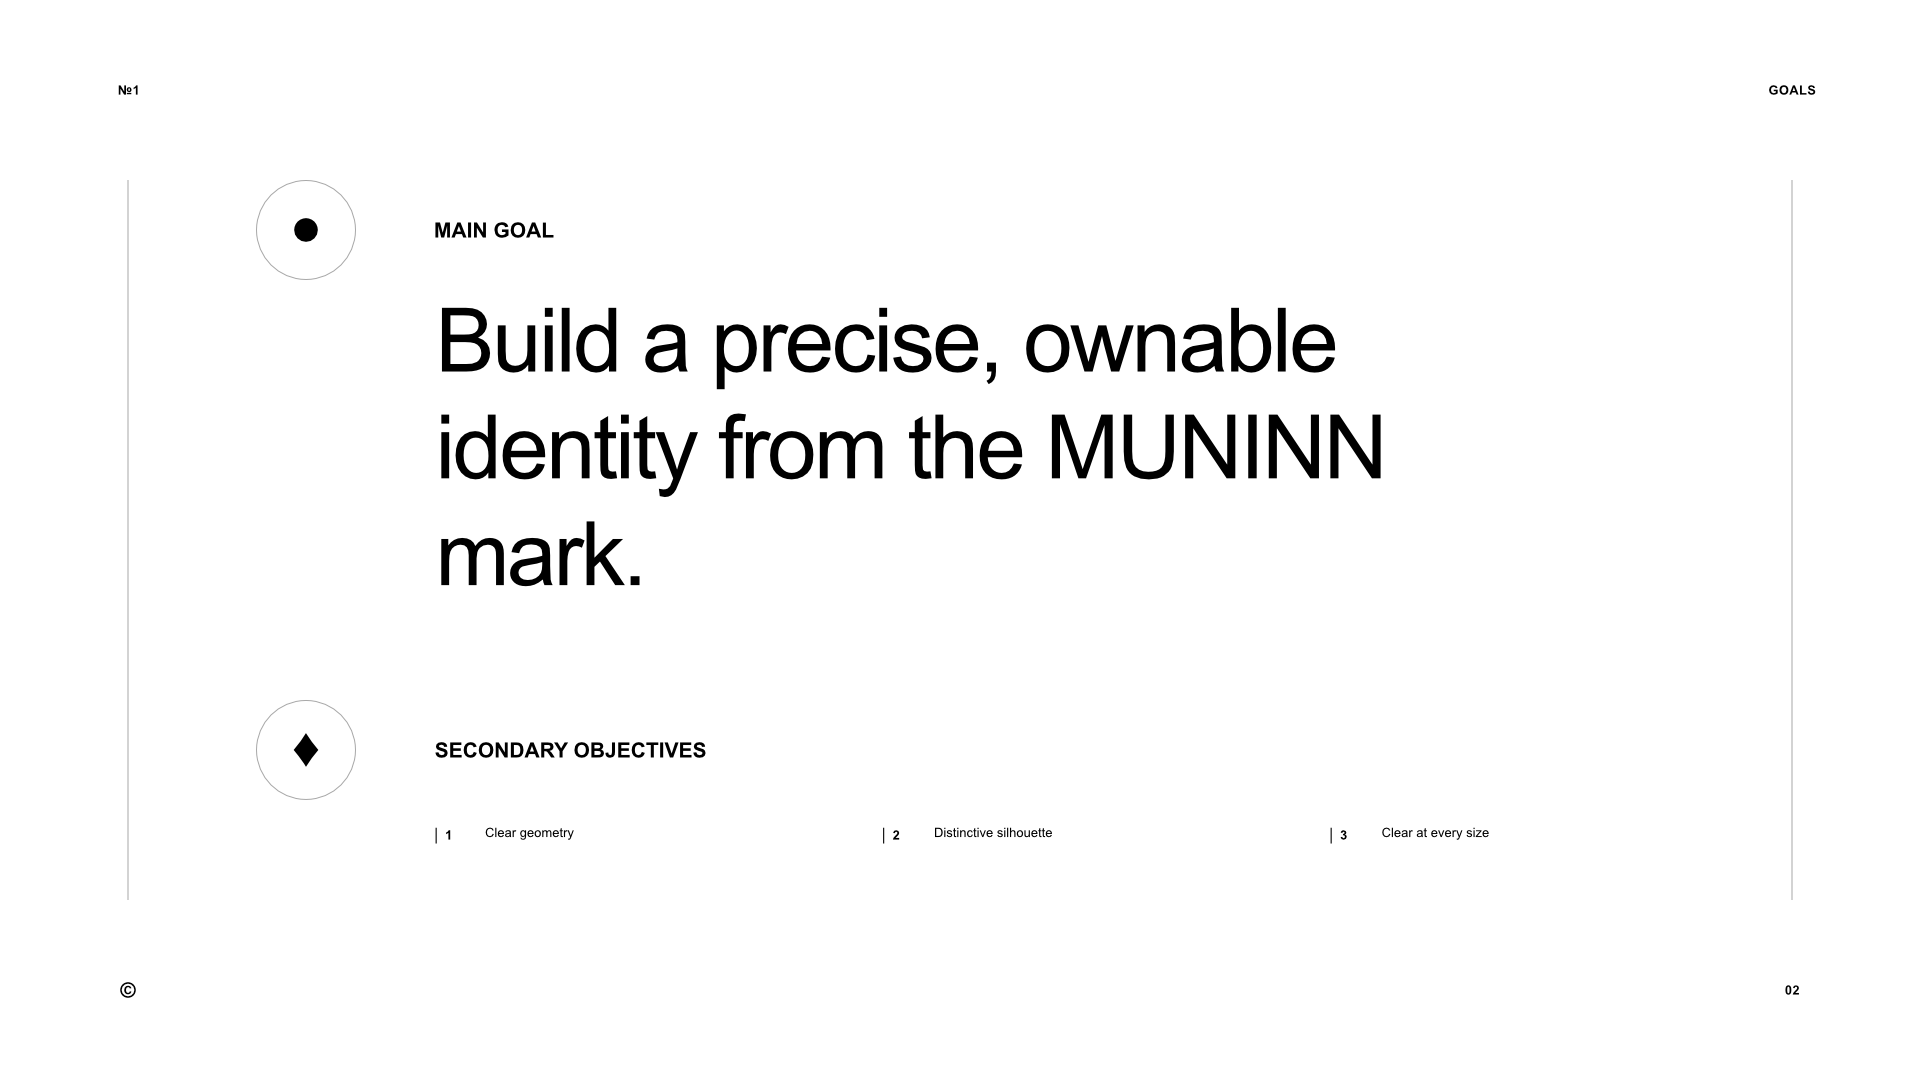 №1
GOALS
MAIN GOAL
Build a precise, ownable
identity from the MUNINN
mark.
SECONDARY OBJECTIVES
1 Clear geometry
2 Distinctive silhouette
3 Clear at every size
©
02